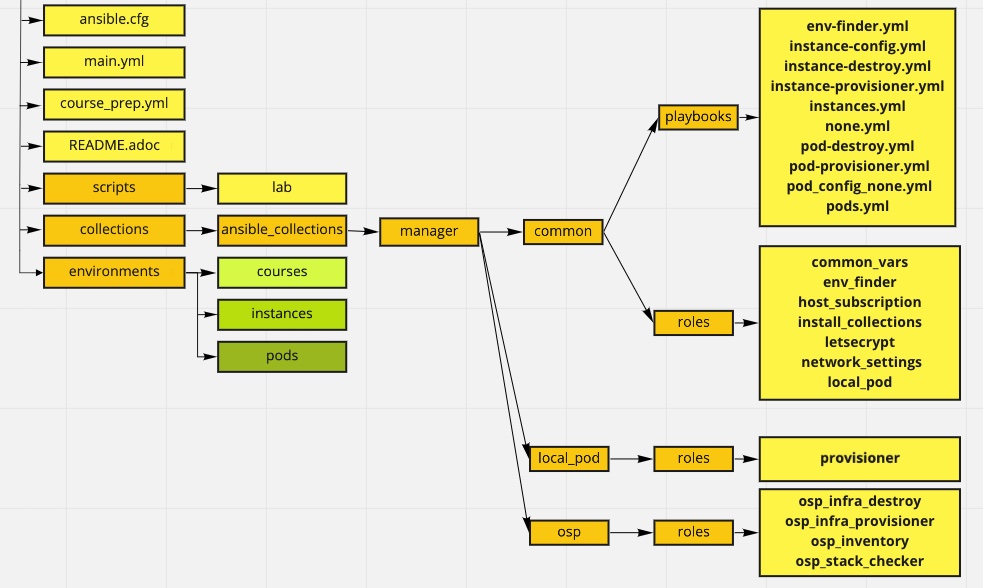 ansible.cfg
main.yml
course_prep.yml
README.adoc
scripts
lab
collections
ansible_collections
manager
common
environments
courses
instances
pods
playbooks
env-finder.yml
instance-config.yml
instance-destroy.yml
instance-provisioner.yml
instances.yml
none.yml
pod-destroy.yml
pod-provisioner.yml
pod_config_none.yml
pods.yml
roles
common_vars
env_finder
host_subscription
install_collections
letsecrypt
network_settings
local_pod
local_pod
roles
provisioner
osp
roles
osp_infra_destroy
osp_infra_provisioner
osp_inventory
osp_stack_checker